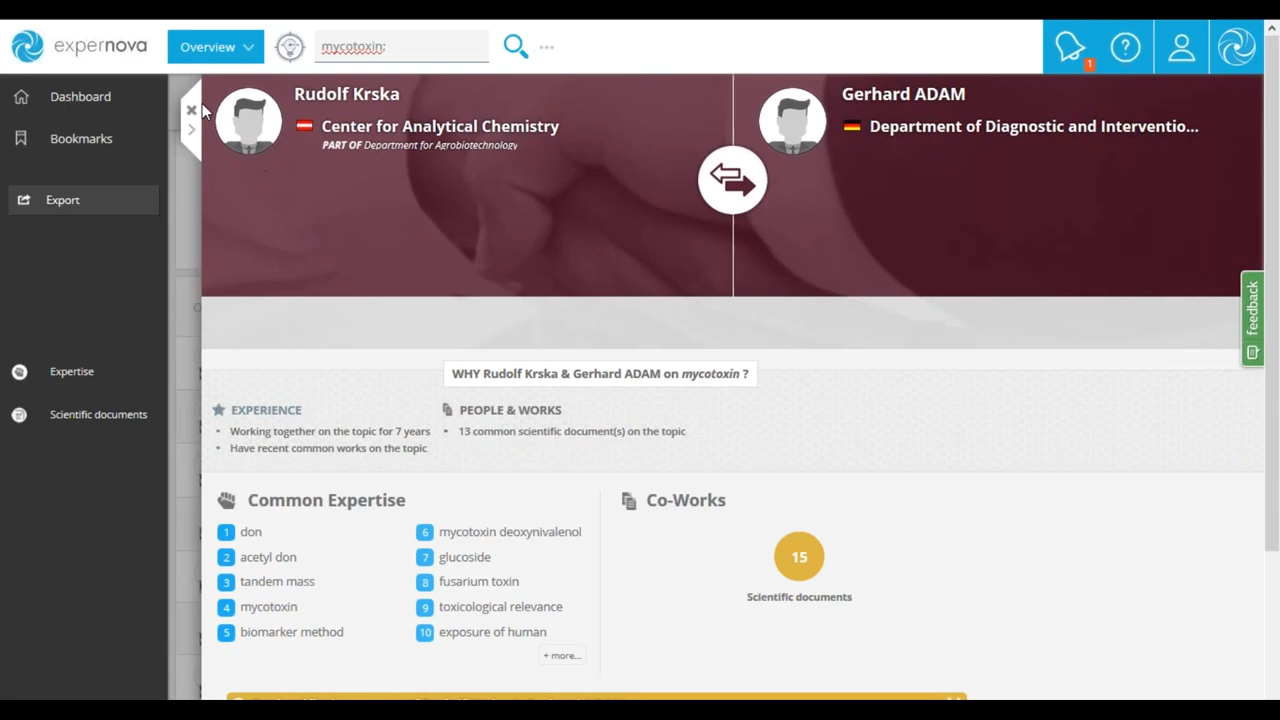 expernova
Overview
mycotoxin;
1
Dashboard
Bookmarks
Export
Expertise
Scientific documents
Rudolf Krska
Center for Analytical Chemistry
PART OF Department for Agrobiotechnology
Gerhard ADAM
Department of Diagnostic and Interventio...
feedback
WHY Rudolf Krska & Gerhard ADAM on mycotoxin ?
EXPERIENCE
• Working together on the topic for 7 years
• Have recent common works on the topic
PEOPLE & WORKS
• 13 common scientific document(s) on the topic
Common Expertise
1 don
2 acetyl don
3 tandem mass
4 mycotoxin
5 biomarker method
6 mycotoxin deoxynivalenol
7 glucoside
8 fusarium toxin
9 toxicological relevance
10 exposure of human
+ more...
Co-Works
15
Scientific documents